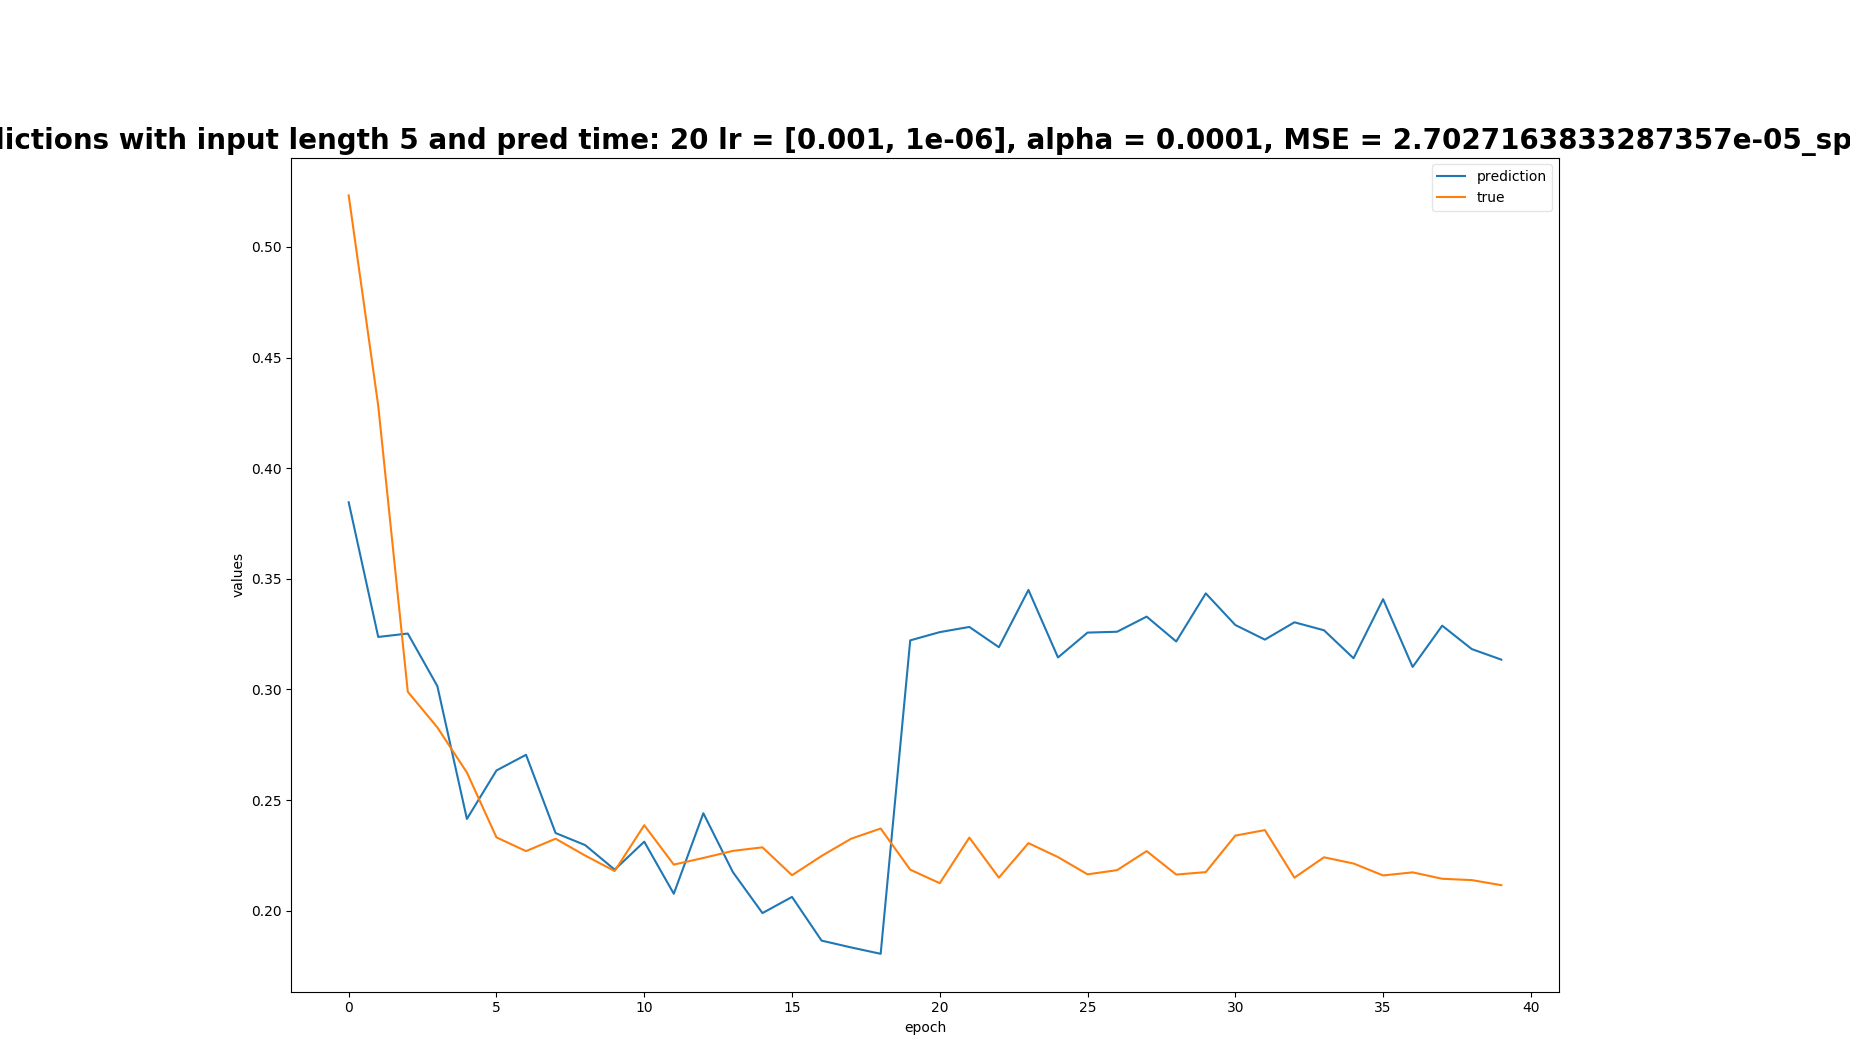 lictions with input length 5 and pred time: 20 lr = [0.001, 1e-06], alpha = 0.0001, MSE = 2.7027163833287357e-05_sp
prediction
true
0.50
0.45
0.40
0.35
0.30
0.25
0.20
values
0 5 10 15 20 25 30 35 40
epoch